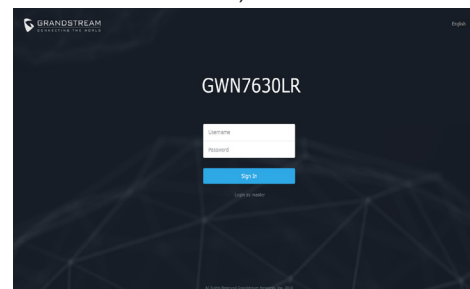 GRANDSTREAM
CONNECTING THE WORLD
English
GWN7630LR
Username
Password
Sign In
Login as master